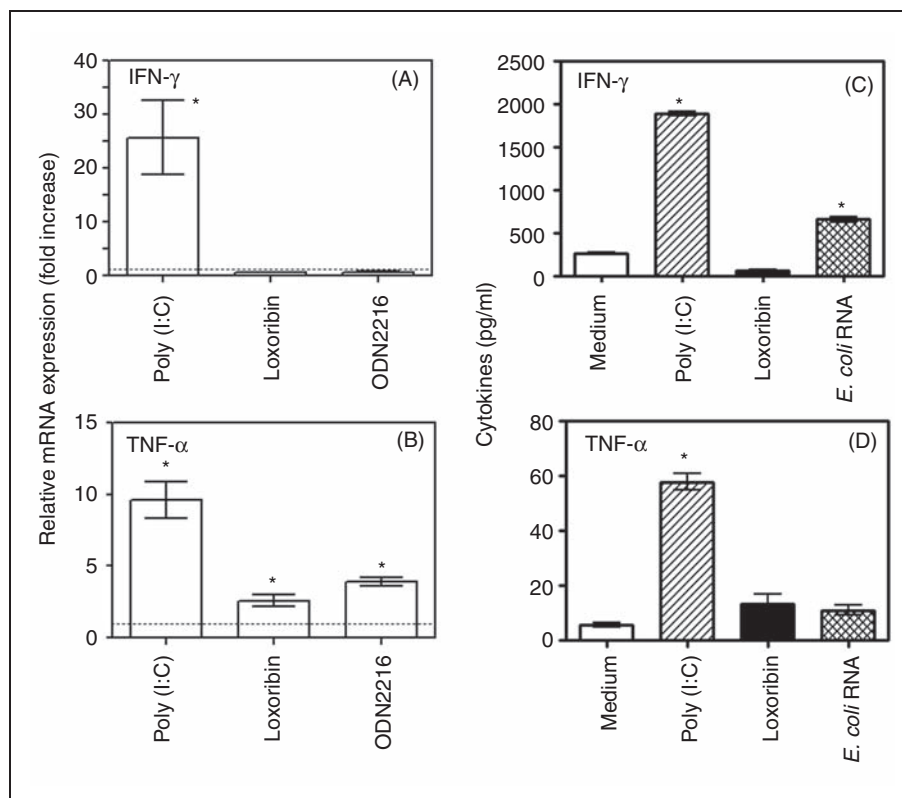 Relative mRNA expression (fold increase)
IFN-γ
(A)
40
30
20
10
0
*
Poly (I:C)
Loxoribin
ODN2216
TNF-α
(B)
15
10
5
0
*
*
*
Poly (I:C)
Loxoribin
ODN2216
Cytokines (pg/ml)
IFN-γ
(C)
2500
2000
1500
1000
500
0
*
*
Medium
Poly (I:C)
Loxoribin
E. coli RNA
TNF-α
(D)
80
60
40
20
0
*
Medium
Poly (I:C)
Loxoribin
E. coli RNA